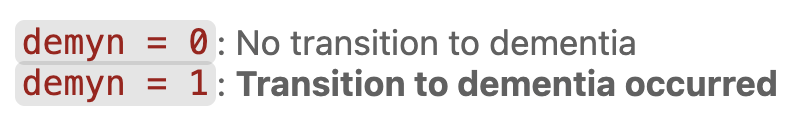 demyn = 0: No transition to dementia
demyn = 1: Transition to dementia occurred